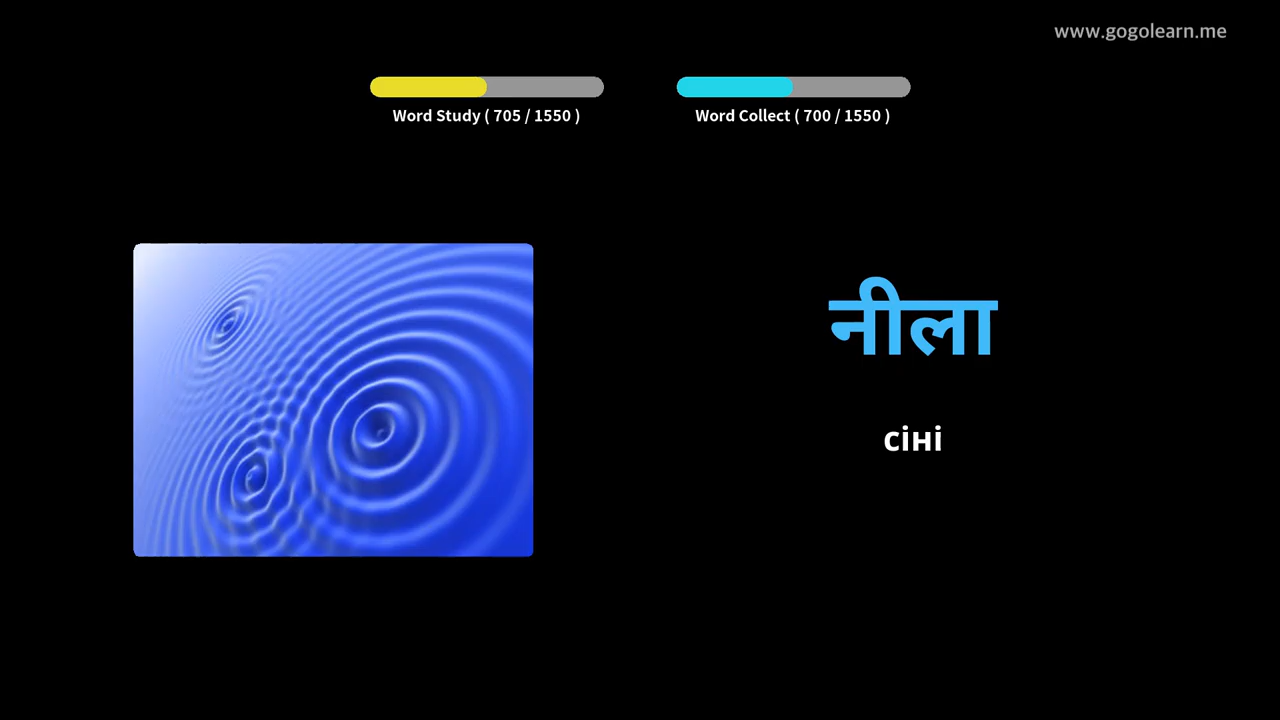 www.gogolearn.me
Word Study ( 705 / 1550 )
Word Collect ( 700 / 1550 )
नीला
сіні